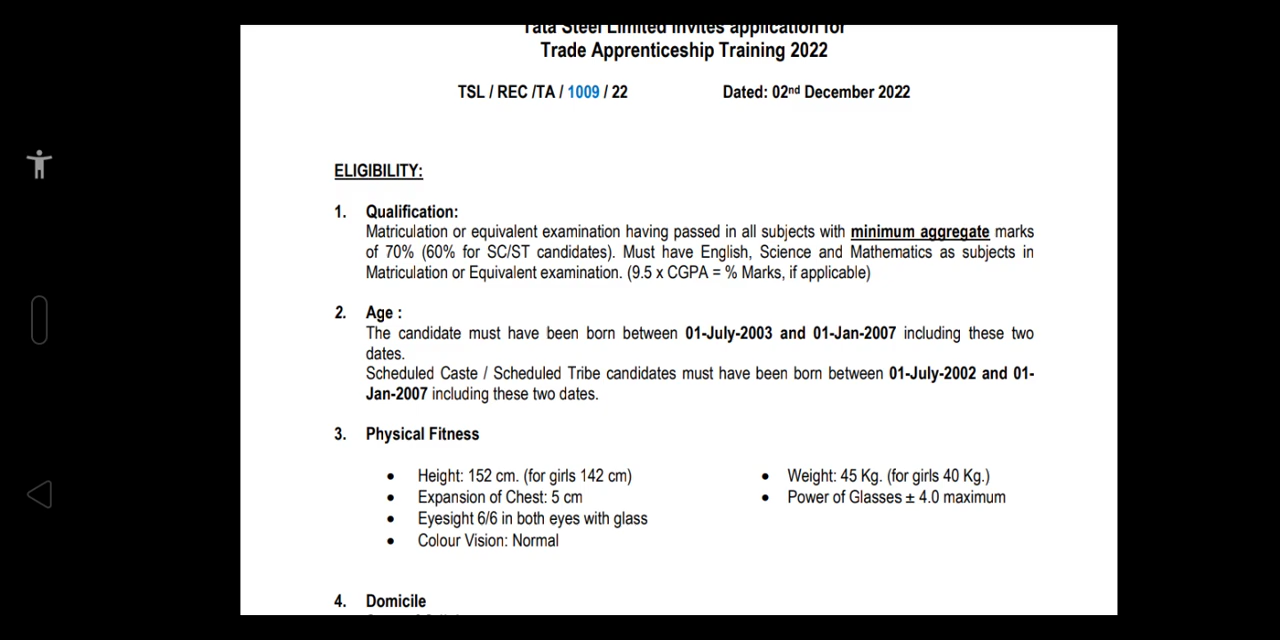 Tata Steel Limited invites application for
Trade Apprenticeship Training 2022
TSL / REC /TA / 1009 / 22 Dated: 02nd December 2022
ELIGIBILITY:
1. Qualification:
Matriculation or equivalent examination having passed in all subjects with minimum aggregate marks
of 70% (60% for SC/ST candidates). Must have English, Science and Mathematics as subjects in
Matriculation or Equivalent examination. (9.5 x CGPA = % Marks, if applicable)
2. Age :
The candidate must have been born between 01-July-2003 and 01-Jan-2007 including these two
dates.
Scheduled Caste / Scheduled Tribe candidates must have been born between 01-July-2002 and 01-
Jan-2007 including these two dates.
3. Physical Fitness
• Height: 152 cm. (for girls 142 cm)
• Expansion of Chest: 5 cm
• Eyesight 6/6 in both eyes with glass
• Colour Vision: Normal
• Weight: 45 Kg. (for girls 40 Kg.)
• Power of Glasses ± 4.0 maximum
4. Domicile